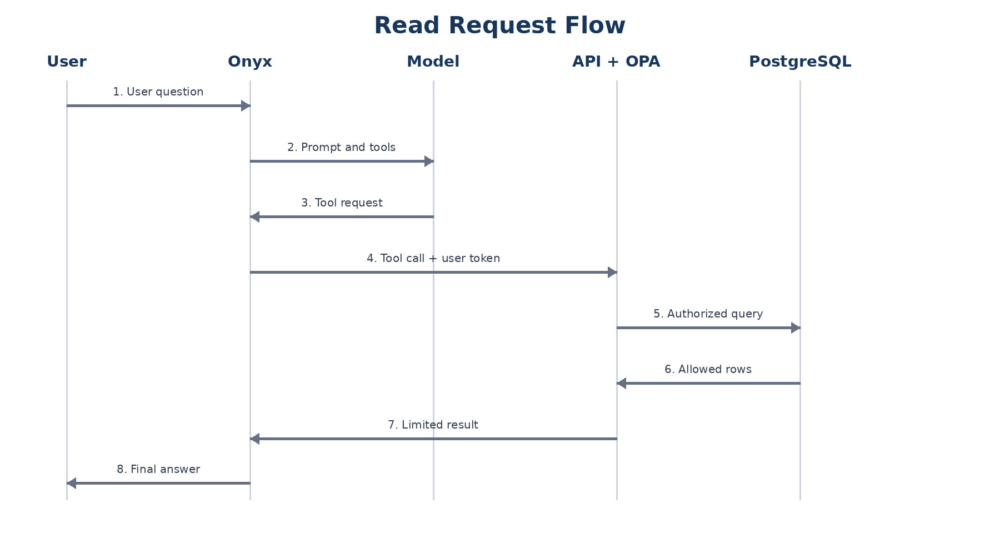 Read Request Flow
User Onyx Model API + OPA PostgreSQL
1. User question
2. Prompt and tools
3. Tool request
4. Tool call + user token
5. Authorized query
6. Allowed rows
7. Limited result
8. Final answer